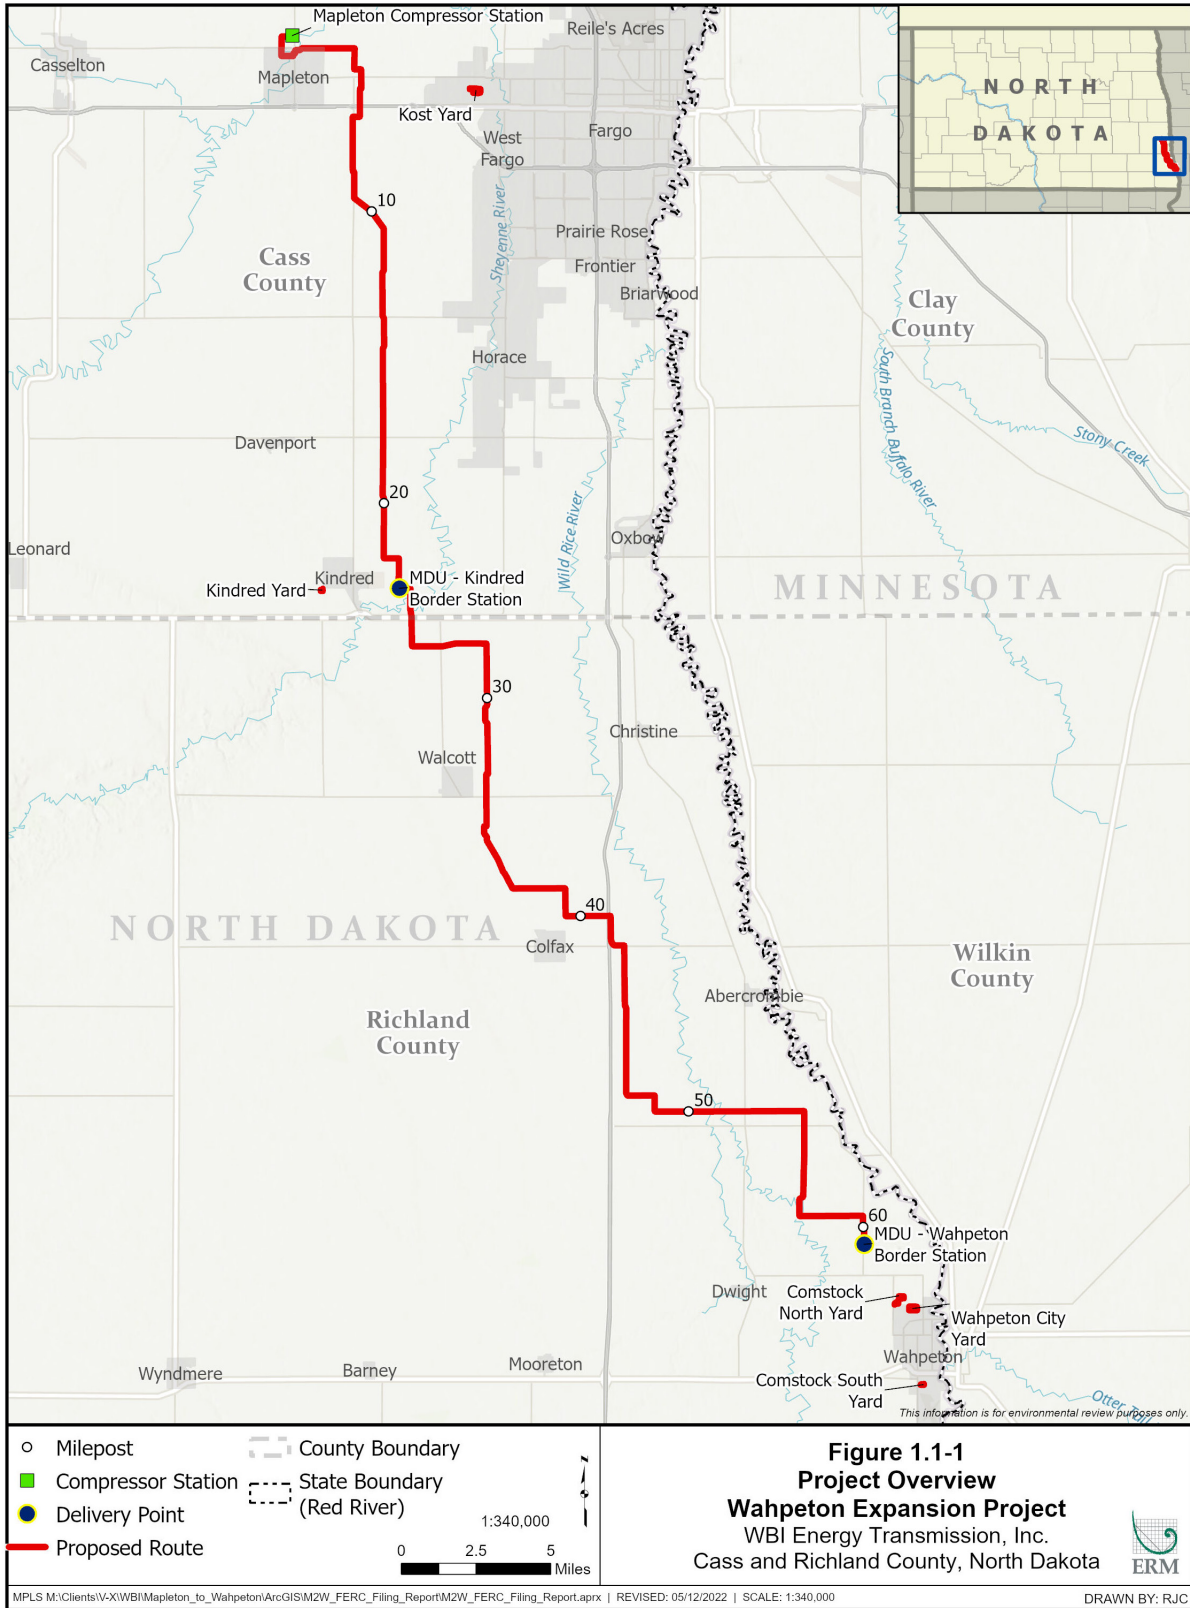 Mapleton Compressor Station
Reile's Acres
Casselton
Mapleton
Kost Yard
West
Fargo
Fargo
NORTH
DAKOTA
10
Sheyenne River
Prairie Rose
Frontier
Briarwood
Cass
County
Clay
County
Horace
South Branch Buffalo River
Stony Creek
Davenport
20
Wild Rice River
Oxbow
Leonard
Kindred
Kindred Yard
MDU - Kindred
Border Station
MINNESOTA
30
Christine
Walcott
40
NORTH DAKOTA
Colfax
Wilkin
County
Abercrombie
Richland
County
50
60
MDU - Wahpeton
Border Station
Dwight
Comstock
North Yard
Wahpeton City
Yard
Wahpeton
Wyndmere
Barney
Mooreton
Comstock South
Yard
Otter Tail
This information is for environmental review purposes only.
Milepost
Compressor Station
Delivery Point
Proposed Route
County Boundary
State Boundary
(Red River)
N
1:340,000
0 2.5 5
Miles
Figure 1.1-1
Project Overview
Wahpeton Expansion Project
WBI Energy Transmission, Inc.
Cass and Richland County, North Dakota
ERM
MPLS M:\Clients\V-X\WBI\Mapleton_to_Wahpeton\ArcGIS\M2W_FERC_Filing_Report\M2W_FERC_Filing_Report.aprx | REVISED: 05/12/2022 | SCALE: 1:340,000
DRAWN BY: RJC